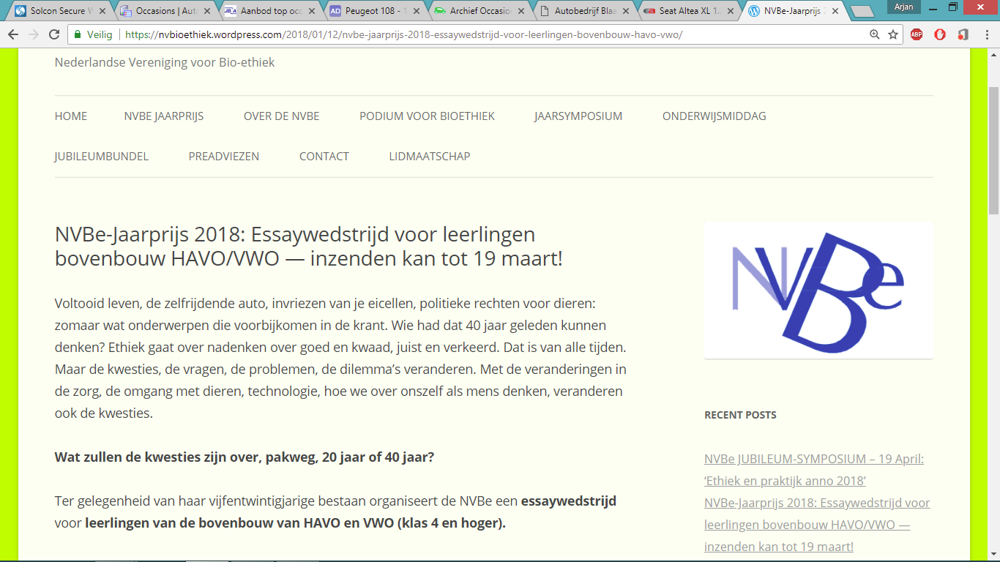 Solcon Secure W
Occasions | Aut
Aanbod top occ
Peugeot 108 - 1
Archief Occasio
Autobedrijf Blaa
Seat Altea XL 1.
NVBe-Jaarprijs 2
Arjan
Veilig
https://nvbioethiek.wordpress.com/2018/01/12/nvbe-jaarprijs-2018-essaywedstrijd-voor-leerlingen-bovenbouw-havo-vwo/
ABP
Nederlandse Vereniging voor Bio-ethiek
HOME NVBE JAARPRIJS OVER DE NVBE PODIUM VOOR BIOETHIEK JAARSYMPOSIUM ONDERWIJSMIDDAG
JUBILEUMBUNDEL PREADVIEZEN CONTACT LIDMAATSCHAP
NVBe-Jaarprijs 2018: Essaywedstrijd voor leerlingen
bovenbouw HAVO/VWO — inzenden kan tot 19 maart!
Voltooid leven, de zelfrijdende auto, invriezen van je eicellen, politieke rechten voor dieren:
zomaar wat onderwerpen die voorbijkomen in de krant. Wie had dat 40 jaar geleden kunnen
denken? Ethiek gaat over nadenken over goed en kwaad, juist en verkeerd. Dat is van alle tijden.
Maar de kwesties, de vragen, de problemen, de dilemma’s veranderen. Met de veranderingen in
de zorg, de omgang met dieren, technologie, hoe we over onszelf als mens denken, veranderen
ook de kwesties.
Wat zullen de kwesties zijn over, pakweg, 20 jaar of 40 jaar?
Ter gelegenheid van haar vijfentwintigjarige bestaan organiseert de NVBe een essaywedstrijd
voor leerlingen van de bovenbouw van HAVO en VWO (klas 4 en hoger).
NVBe
RECENT POSTS
NVBe JUBILEUM-SYMPOSIUM – 19 April:
‘Ethiek en praktijk anno 2018’
NVBe-Jaarprijs 2018: Essaywedstrijd voor
leerlingen bovenbouw HAVO/VWO —
inzenden kan tot 19 maart!